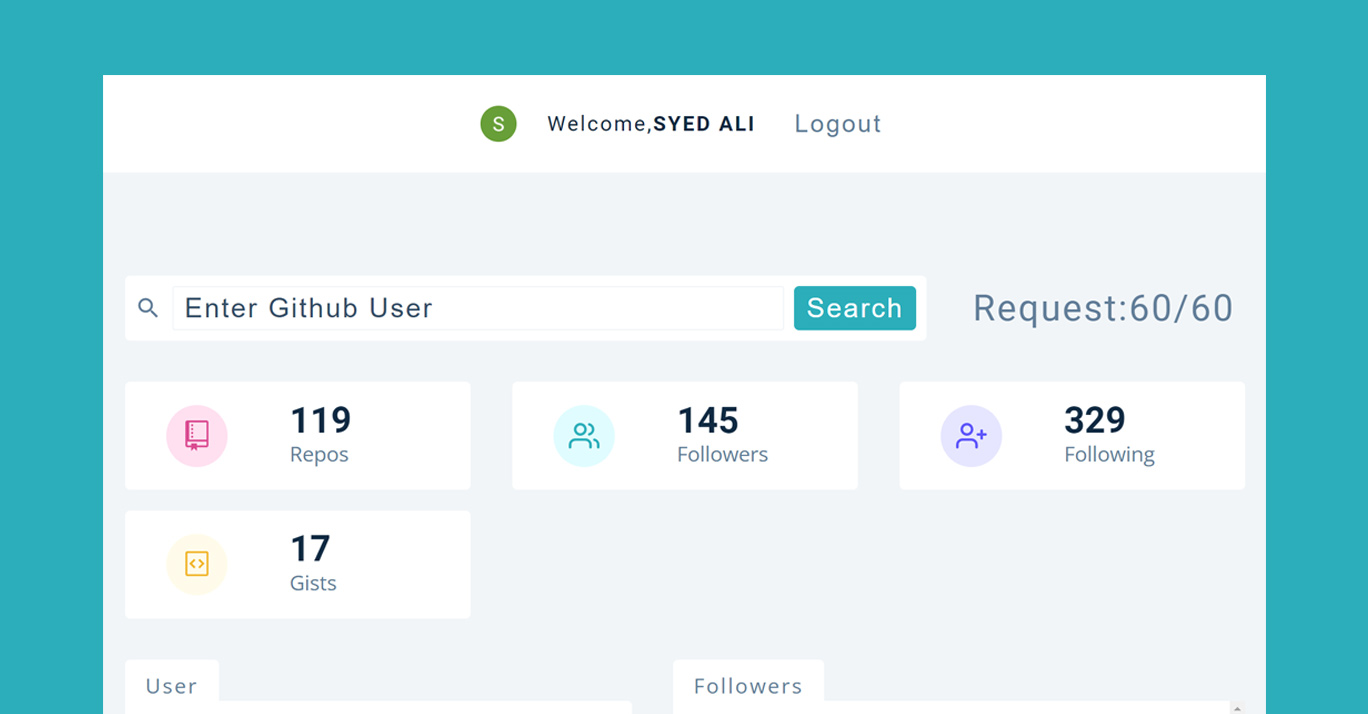 S Welcome,SYED ALI Logout
Enter Github User Search Request:60/60
119
Repos
145
Followers
329
Following
17
Gists
User
Followers